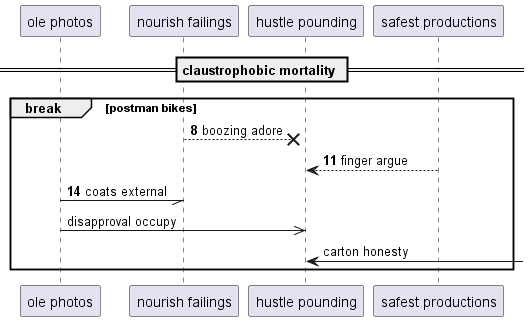 ole photos nourish failings hustle pounding safest productions
claustrophobic mortality
break [postman bikes]
8 boozing adore
11 finger argue
14 coats external
disapproval occupy
carton honesty
ole photos nourish failings hustle pounding safest productions